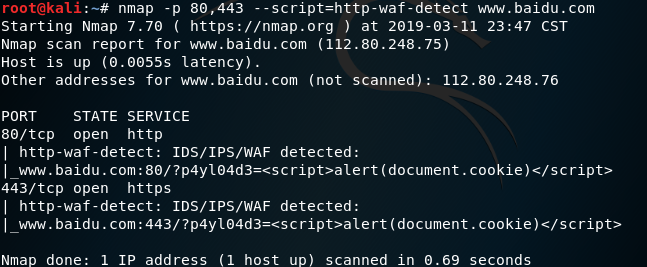 root@kali:~# nmap -p 80,443 --script=http-waf-detect www.baidu.com
Starting Nmap 7.70 ( https://nmap.org ) at 2019-03-11 23:47 CST
Nmap scan report for www.baidu.com (112.80.248.75)
Host is up (0.0055s latency).
Other addresses for www.baidu.com (not scanned): 112.80.248.76

PORT    STATE SERVICE
80/tcp  open  http
| http-waf-detect: IDS/IPS/WAF detected:
|_www.baidu.com:80/?p4yl04d3=<script>alert(document.cookie)</script>
443/tcp open  https
| http-waf-detect: IDS/IPS/WAF detected:
|_www.baidu.com:443/?p4yl04d3=<script>alert(document.cookie)</script>

Nmap done: 1 IP address (1 host up) scanned in 0.69 seconds